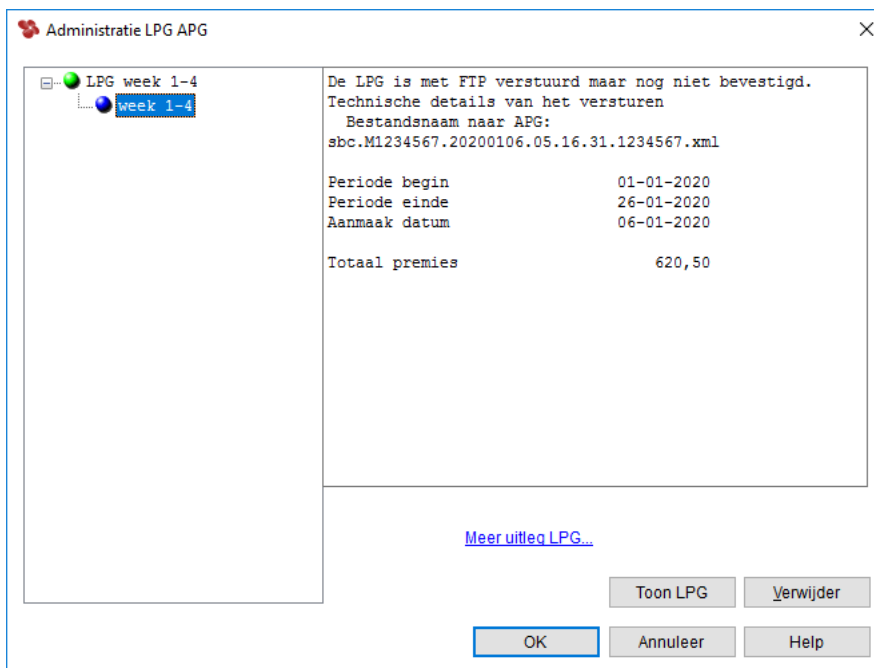 Administratie LPG APG
LPG week 1-4
week 1-4
De LPG is met FTP verstuurd maar nog niet bevestigd.
Technische details van het versturen
Bestandsnaam naar APG:
sbc.M1234567.20200106.05.16.31.1234567.xml
Periode begin 01-01-2020
Periode einde 26-01-2020
Aanmaak datum 06-01-2020
Totaal premies 620,50
Meer uitleg LPG...
Toon LPG Verwijder
OK Annuleer Help